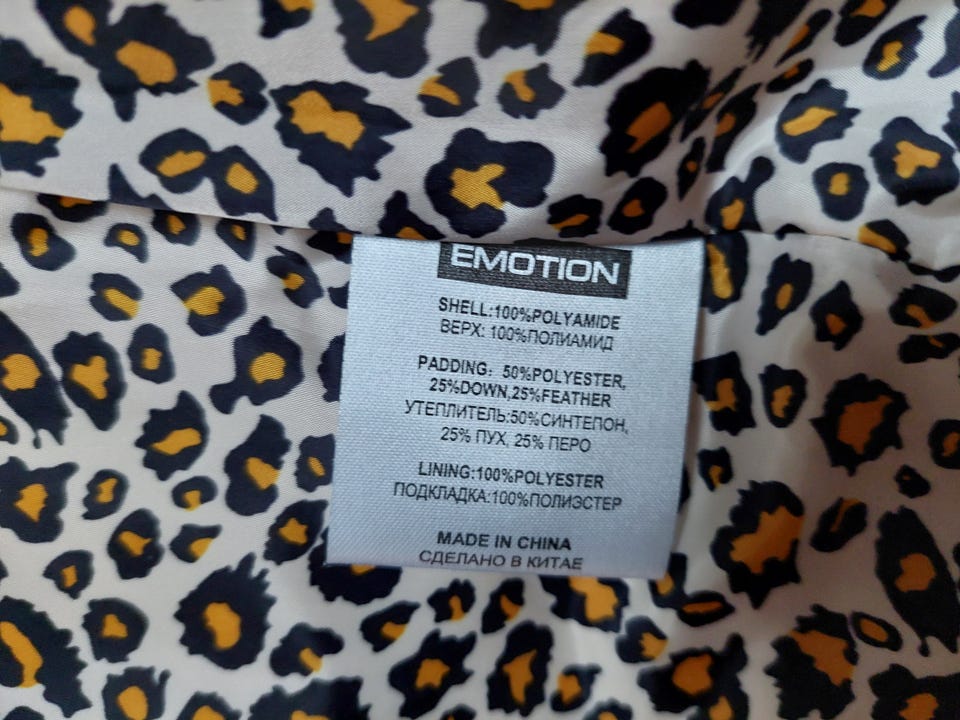 EMOTION
SHELL:100%POLYAMIDE
ВЕРХ: 100%ПОЛИАМИД
PADDING: 50%POLYESTER,
25%DOWN,25%FEATHER
УТЕПЛИТЕЛЬ:50%СИНТЕПОН,
25% ПУХ, 25% ПЕРО
LINING:100%POLYESTER
ПОДКЛАДКА:100%ПОЛИЭСТЕР
MADE IN CHINA
СДЕЛАНО В КИТАЕ